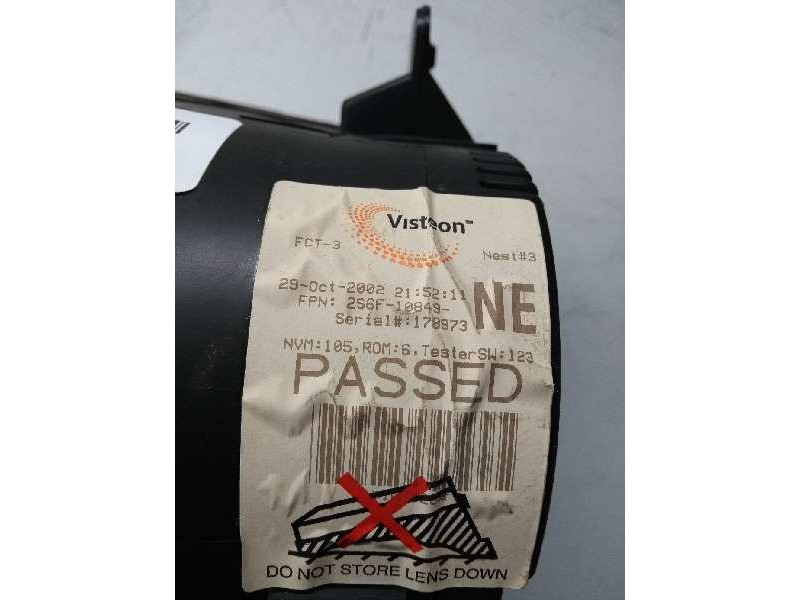 Visteon™
FCT-3
Nest#3
29-Oct-2002 21:52:11
FPN: 2S6F-10849-
NE
Serial#:178973
NVM:105,ROM:6,TesterSW:123
PASSED
DO NOT STORE LENS DOWN